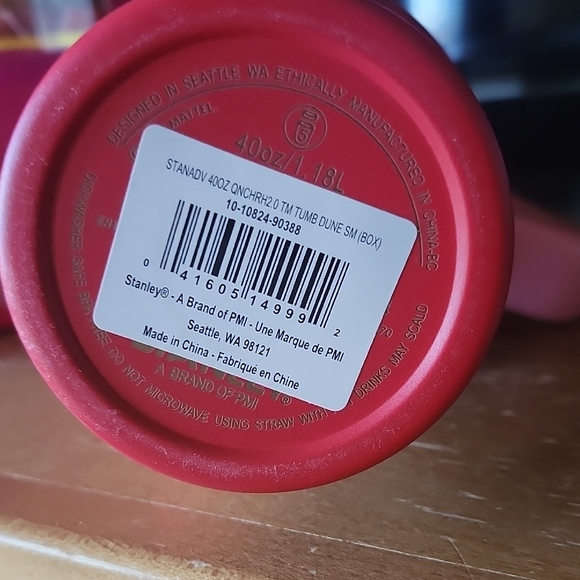 DESIGNED IN SEATTLE WA ETHICALLY MANUFACTURED IN CHINA-BC
MATTEL
40oz/1.18L
STANADV 40OZ QNCHRH2.0 TM TUMB DUNE SM (BOX)
10-10824-90388
0 41605 14999 2
Stanley® - A Brand of PMI - Une Marque de PMI
Seattle, WA 98121
Made in China - Fabriqué en Chine
A BRAND OF PMI
DISHWASHER SAFE
DO NOT MICROWAVE USING STRAW WITH DRINKS MAY SCALD